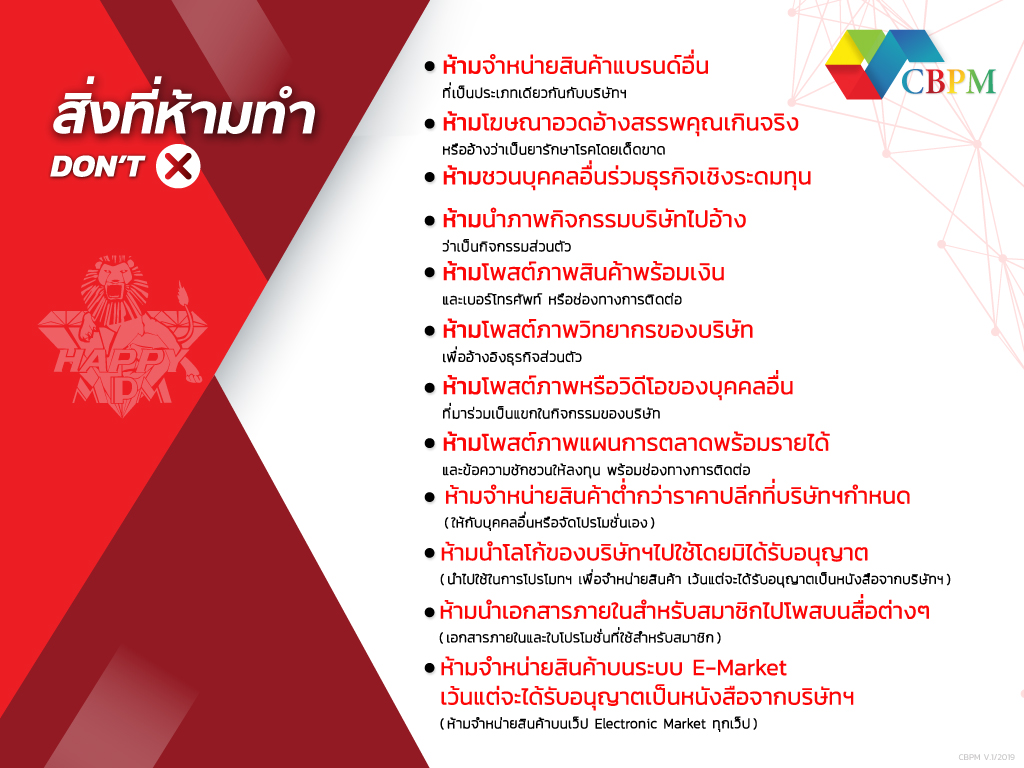 สิ่งที่ห้ามทำ
DON'T
CBPM
HAPPY
MDM
ห้ามจำหน่ายสินค้าแบรนด์อื่น
ที่เป็นประเภทเดียวกันกับบริษัทฯ
ห้ามโฆษณาอวดอ้างสรรพคุณเกินจริง
หรืออ้างว่าเป็นยารักษาโรคโดยเด็ดขาด
ห้ามชวนบุคคลอื่นร่วมธุรกิจเชิงระดมทุน
ห้ามนำภาพกิจกรรมบริษัทไปอ้าง
ว่าเป็นกิจกรรมส่วนตัว
ห้ามโพสต์ภาพสินค้าพร้อมเงิน
และเบอร์โทรศัพท์ หรือช่องทางการติดต่อ
ห้ามโพสต์ภาพวิทยากรของบริษัท
เพื่ออ้างอิงธุรกิจส่วนตัว
ห้ามโพสต์ภาพหรือวิดีโอของบุคคลอื่น
ที่มาร่วมเป็นแขกในกิจกรรมของบริษัท
ห้ามโพสต์ภาพแผนการตลาดพร้อมรายได้
และข้อความชักชวนให้ลงทุน พร้อมช่องทางการติดต่อ
ห้ามจำหน่ายสินค้าต่ำกว่าราคาปลีกที่บริษัทฯกำหนด
(ให้กับบุคคลอื่นหรือจัดโปรโมชั่นเอง)
ห้ามนำโลโก้ของบริษัทฯไปใช้โดยมิได้รับอนุญาต
(นำไปใช้ในการโปรโมทฯ เพื่อจำหน่ายสินค้า เว้นแต่จะได้รับอนุญาตเป็นหนังสือจากบริษัทฯ)
ห้ามนำเอกสารภายในสำหรับสมาชิกไปโพสบนสื่อต่างๆ
(เอกสารภายในและใบโปรโมชั่นที่ใช้สำหรับสมาชิก)
ห้ามจำหน่ายสินค้าบนระบบ E-Market
เว้นแต่จะได้รับอนุญาตเป็นหนังสือจากบริษัทฯ
(ห้ามจำหน่ายสินค้าบนเว็ป Electronic Market ทุกเว็ป)
CBPM V.1/2019